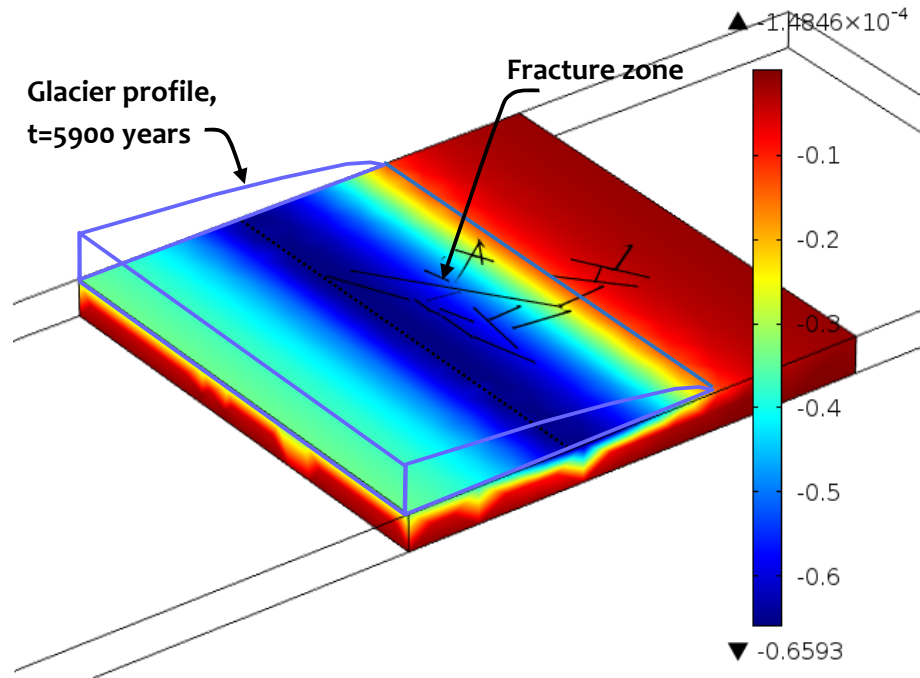 ▲ -1.4846×10⁻⁴
Fracture zone
Glacier profile,
t=5900 years
-0.1
-0.2
-0.3
-0.4
-0.5
-0.6
▼ -0.6593